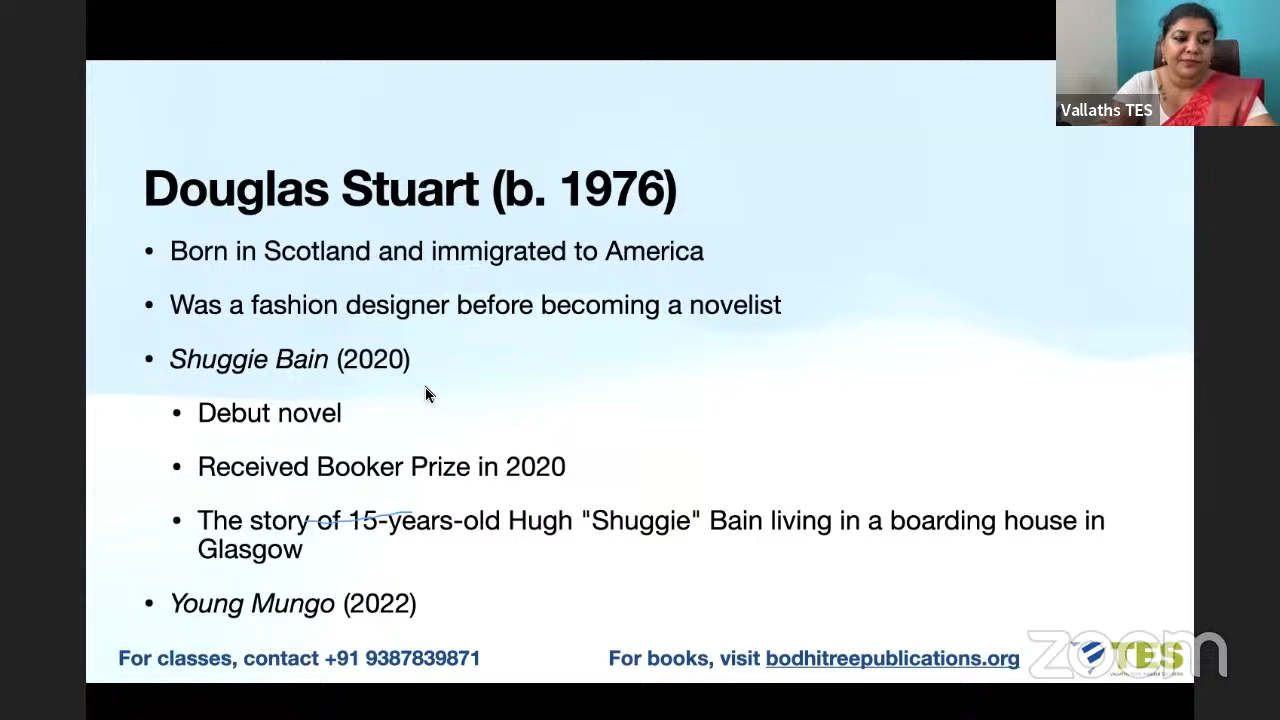 Vallaths TES
Douglas Stuart (b. 1976)
• Born in Scotland and immigrated to America
• Was a fashion designer before becoming a novelist
• Shuggie Bain (2020)
• Debut novel
• Received Booker Prize in 2020
• The story of 15-years-old Hugh "Shuggie" Bain living in a boarding house in
Glasgow
• Young Mungo (2022)
For classes, contact +91 9387839871
For books, visit bodhitreepublications.org
zoom
TES